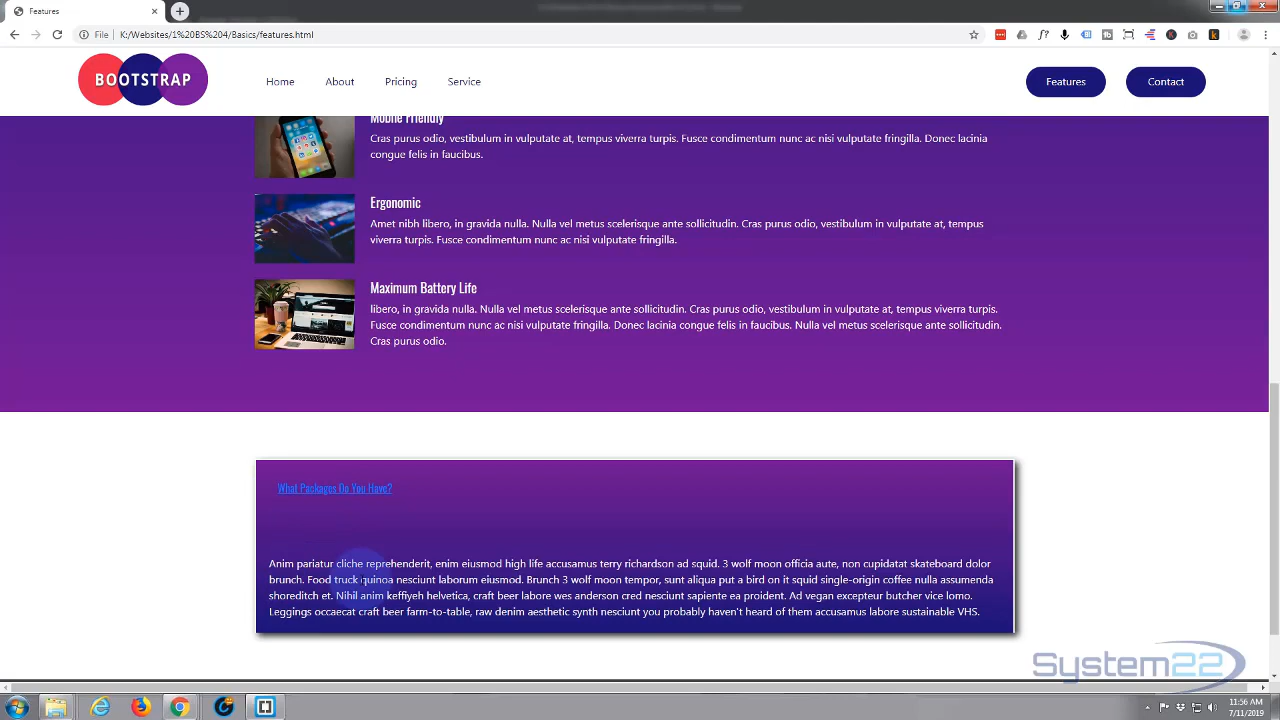 Features
File
K:/Websites/1%20BS%204/Basics/features.html
BOOTSTRAP
Home
About
Pricing
Service
Features
Contact
Mobile Friendly
Cras purus odio, vestibulum in vulputate at, tempus viverra turpis. Fusce condimentum nunc ac nisi vulputate fringilla. Donec lacinia
congue felis in faucibus.
Ergonomic
Amet nibh libero, in gravida nulla. Nulla vel metus scelerisque ante sollicitudin. Cras purus odio, vestibulum in vulputate at, tempus
viverra turpis. Fusce condimentum nunc ac nisi vulputate fringilla.
Maximum Battery Life
libero, in gravida nulla. Nulla vel metus scelerisque ante sollicitudin. Cras purus odio, vestibulum in vulputate at, tempus viverra turpis.
Fusce condimentum nunc ac nisi vulputate fringilla. Donec lacinia congue felis in faucibus. Nulla vel metus scelerisque ante sollicitudin.
Cras purus odio.
What Packages Do You Have?
Anim pariatur cliche reprehenderit, enim eiusmod high life accusamus terry richardson ad squid. 3 wolf moon officia aute, non cupidatat skateboard dolor
brunch. Food truck quinoa nesciunt laborum eiusmod. Brunch 3 wolf moon tempor, sunt aliqua put a bird on it squid single-origin coffee nulla assumenda
shoreditch et. Nihil anim keffiyeh helvetica, craft beer labore wes anderson cred nesciunt sapiente ea proident. Ad vegan excepteur butcher vice lomo.
Leggings occaecat craft beer farm-to-table, raw denim aesthetic synth nesciunt you probably haven't heard of them accusamus labore sustainable VHS.
System22
11:56 AM
7/11/2019